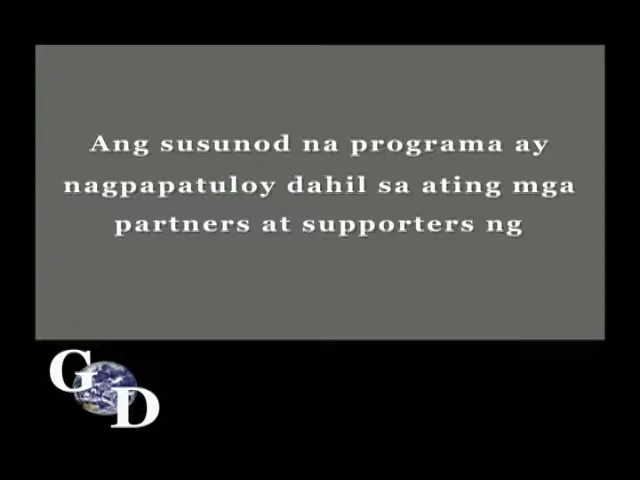 Ang susunod na programa ay
nagpapatuloy dahil sa ating mga
partners at supporters ng
G
D